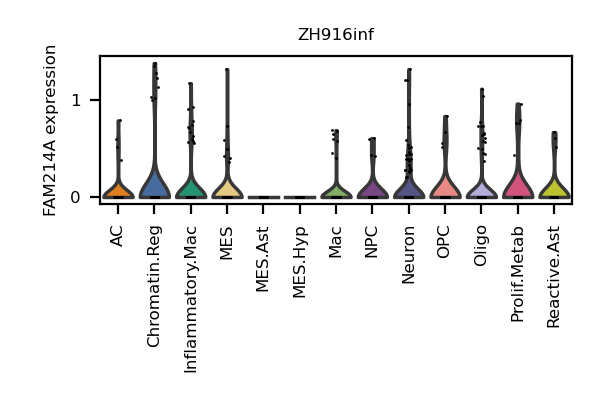 ZH916inf
FAM214A expression
1
0
AC
Chromatin.Reg
Inflammatory.Mac
MES
MES.Ast
MES.Hyp
Mac
NPC
Neuron
OPC
Oligo
Prolif.Metab
Reactive.Ast